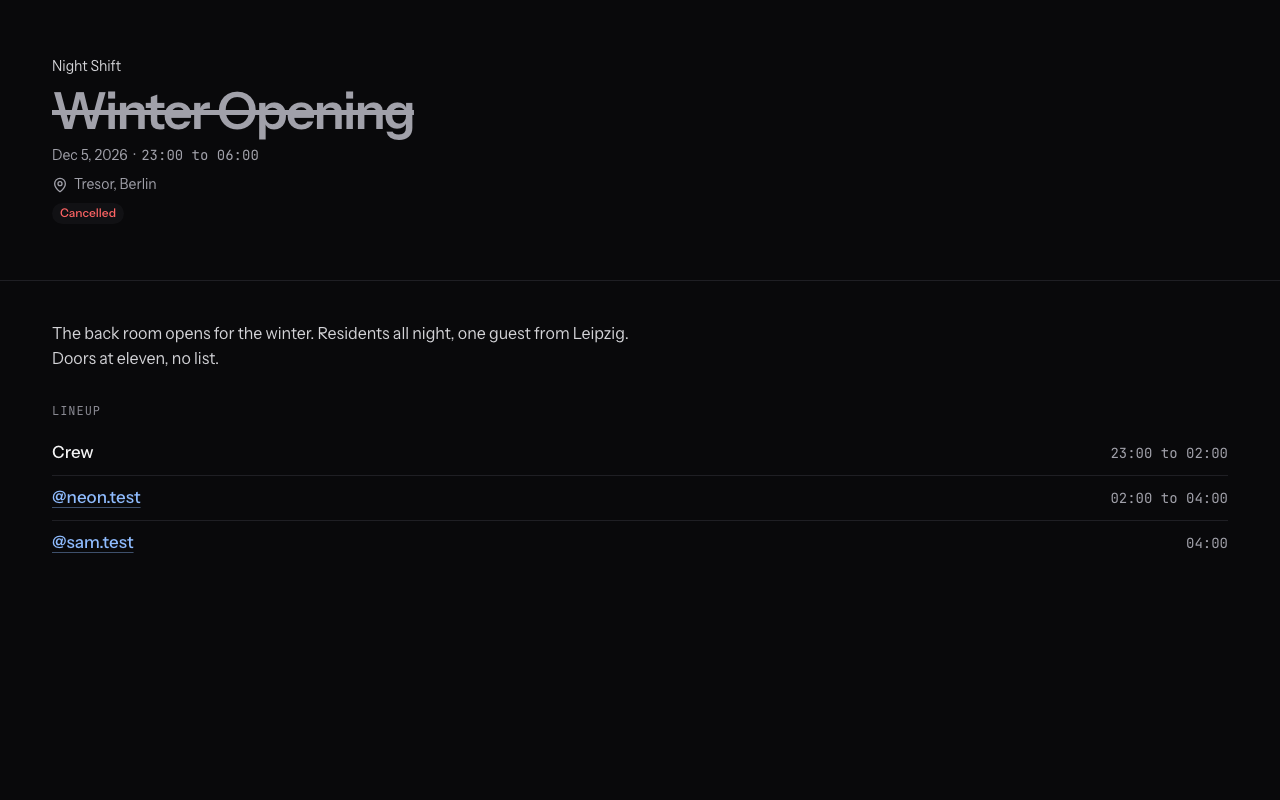 Night Shift
Winter Opening
Dec 5, 2026 · 23:00 to 06:00
Tresor, Berlin
Cancelled
The back room opens for the winter. Residents all night, one guest from Leipzig.
Doors at eleven, no list.
LINEUP
Crew 23:00 to 02:00
@neon.test 02:00 to 04:00
@sam.test 04:00